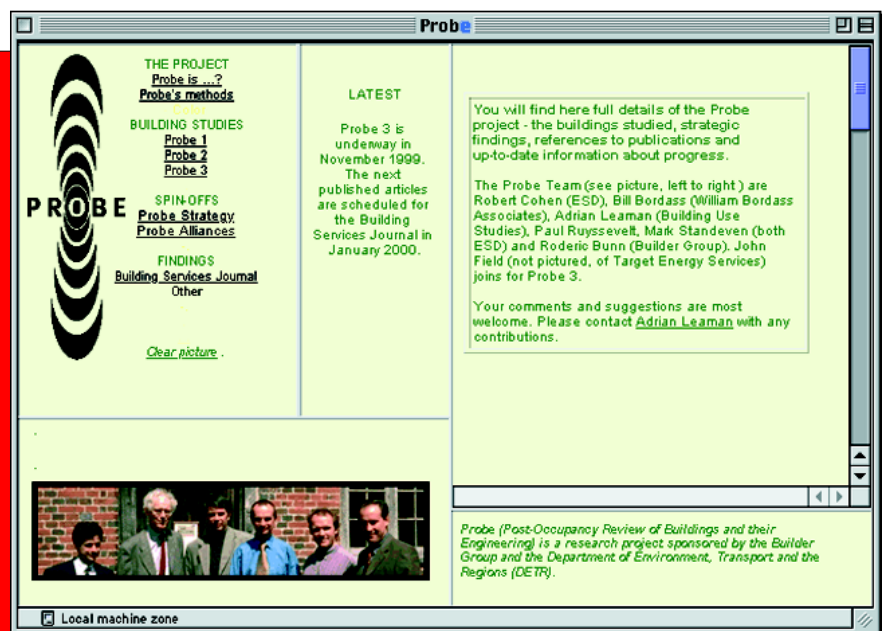 Probe
THE PROJECT
Probe is ...?
Probe's methods
BUILDING STUDIES
Probe 1
Probe 2
Probe 3
PROBE
SPIN-OFFS
Probe Strategy
Probe Alliances
FINDINGS
Building Services Journal
Other
Clear picture .
LATEST
Probe 3 is
underway in
November 1999.
The next
published articles
are scheduled for
the Building
Services Journal in
January 2000.
You will find here full details of the Probe
project - the buildings studied, strategic
findings, references to publications and
up-to-date information about progress.
The Probe Team (see picture, left to right ) are
Robert Cohen (ESD), Bill Bordass (William Bordass
Associates), Adrian Leaman (Building Use
Studies), Paul Ruyssevelt, Mark Standeven (both
ESD) and Roderic Bunn (Builder Group). John
Field (not pictured, of Target Energy Services)
joins for Probe 3.
Your comments and suggestions are most
welcome. Please contact Adrian Leaman with any
contributions.
Probe (Post-Occupancy Review of Buildings and their
Engineering) is a research project sponsored by the Builder
Group and the Department of Environment, Transport and the
Regions (DETR).
Local machine zone